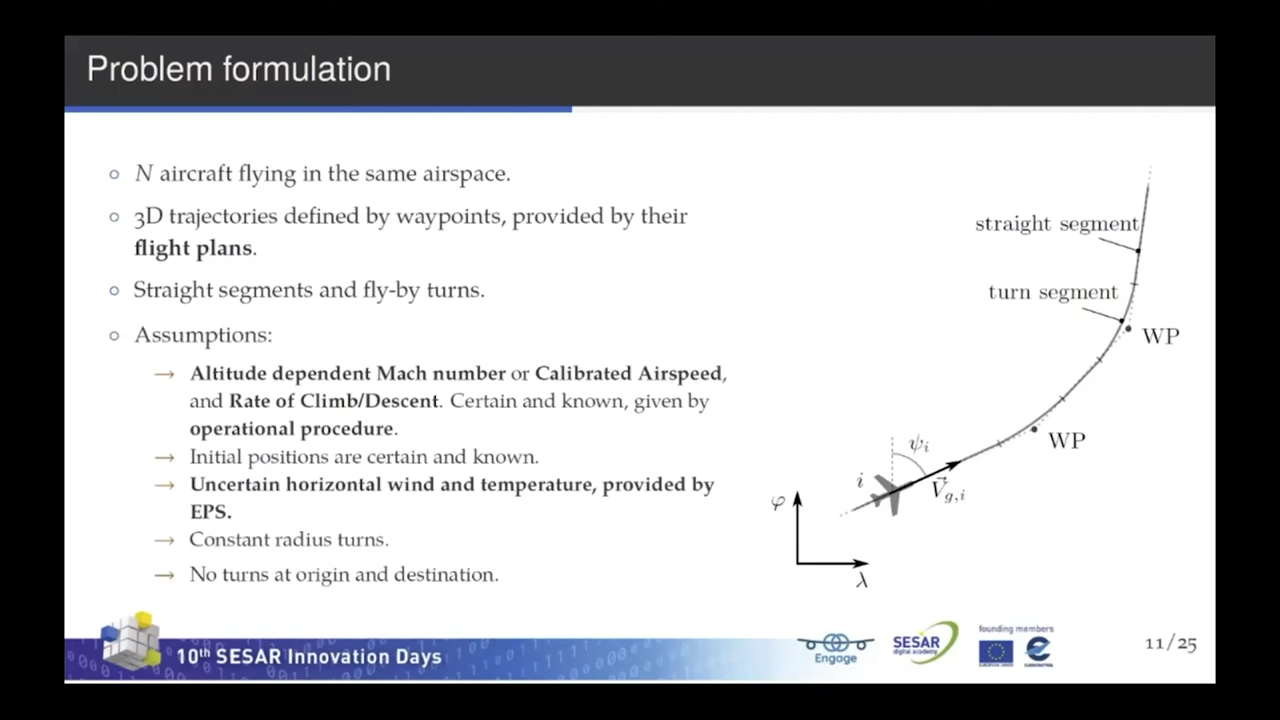 Problem formulation
N aircraft flying in the same airspace.
3D trajectories defined by waypoints, provided by their
flight plans.
Straight segments and fly-by turns.
Assumptions:
→ Altitude dependent Mach number or Calibrated Airspeed,
and Rate of Climb/Descent. Certain and known, given by
operational procedure.
→ Initial positions are certain and known.
→ Uncertain horizontal wind and temperature, provided by
EPS.
→ Constant radius turns.
→ No turns at origin and destination.
straight segment
turn segment
WP
WP
ψi
i
V⃗g,i
φ
λ
10th SESAR Innovation Days
Engage
SESAR
digital academy
founding members
EUROPEAN UNION
EUROCONTROL
11/25